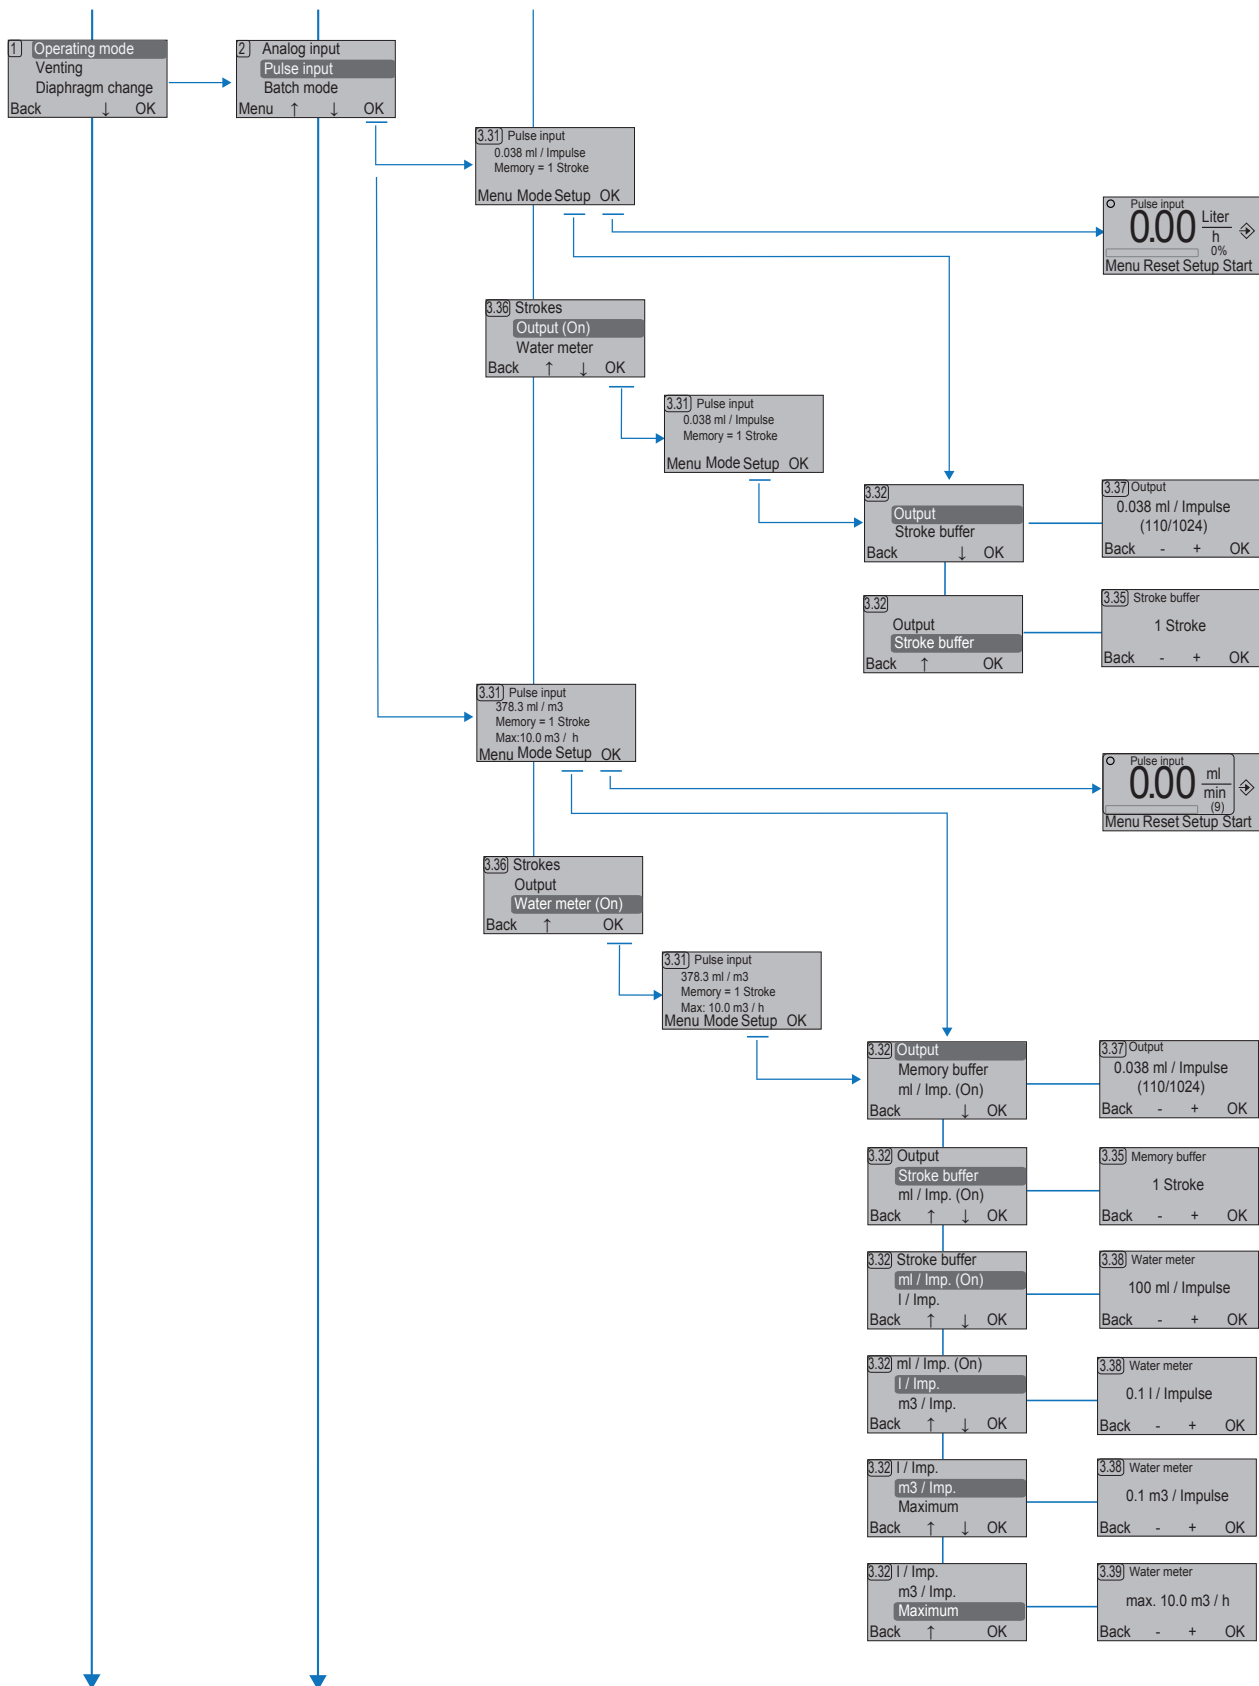 1 Operating mode
Venting
Diaphragm change
Back ↓ OK
2 Analog input
Pulse input
Batch mode
Menu ↑ ↓ OK
3.31 Pulse input
0.038 ml / Impulse
Memory = 1 Stroke
Menu Mode Setup OK
Pulse input
0.00 Liter
h
0%
Menu Reset Setup Start
3.36 Strokes
Output (On)
Water meter
Back ↑ ↓ OK
3.31 Pulse input
0.038 ml / Impulse
Memory = 1 Stroke
Menu Mode Setup OK
3.32
Output
Stroke buffer
Back ↓ OK
3.37 Output
0.038 ml / Impulse
(110/1024)
Back - + OK
3.32
Output
Stroke buffer
Back ↑ OK
3.35 Stroke buffer
1 Stroke
Back - + OK
3.31 Pulse input
378.3 ml / m3
Memory = 1 Stroke
Max:10.0 m3 / h
Menu Mode Setup OK
Pulse input
0.00 ml
min
(9)
Menu Reset Setup Start
3.36 Strokes
Output
Water meter (On)
Back ↑ OK
3.31 Pulse input
378.3 ml / m3
Memory = 1 Stroke
Max: 10.0 m3 / h
Menu Mode Setup OK
3.32 Output
Memory buffer
ml / Imp. (On)
Back ↓ OK
3.37 Output
0.038 ml / Impulse
(110/1024)
Back - + OK
3.32 Output
Stroke buffer
ml / Imp. (On)
Back ↑ ↓ OK
3.35 Memory buffer
1 Stroke
Back - + OK
3.32 Stroke buffer
ml / Imp. (On)
l / Imp.
Back ↑ ↓ OK
3.38 Water meter
100 ml / Impulse
Back - + OK
3.32 ml / Imp. (On)
l / Imp.
m3 / Imp.
Back ↑ ↓ OK
3.38 Water meter
0.1 l / Impulse
Back - + OK
3.32 l / Imp.
m3 / Imp.
Maximum
Back ↑ ↓ OK
3.38 Water meter
0.1 m3 / Impulse
Back - + OK
3.32 l / Imp.
m3 / Imp.
Maximum
Back ↑ OK
3.39 Water meter
max. 10.0 m3 / h
Back - + OK